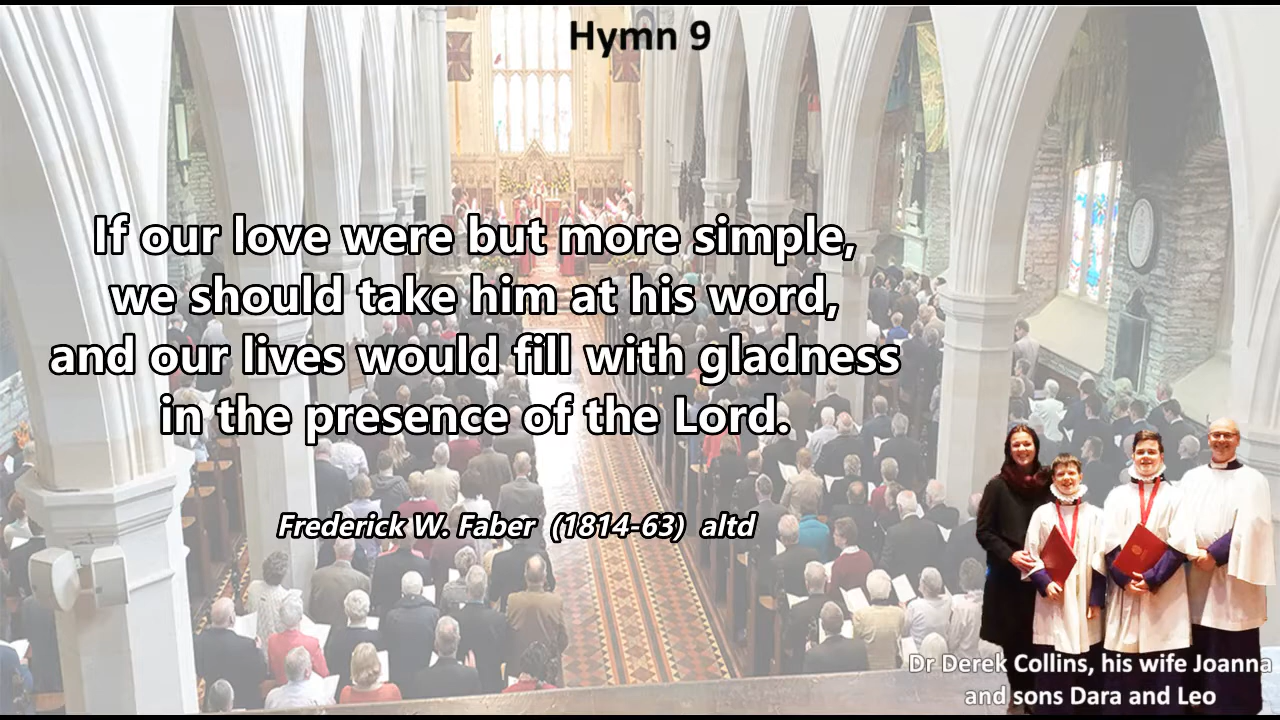 Hymn 9
If our love were but more simple,
we should take him at his word,
and our lives would fill with gladness
in the presence of the Lord.
Frederick W. Faber (1814-63) altd
Dr Derek Collins, his wife Joanna
and sons Dara and Leo